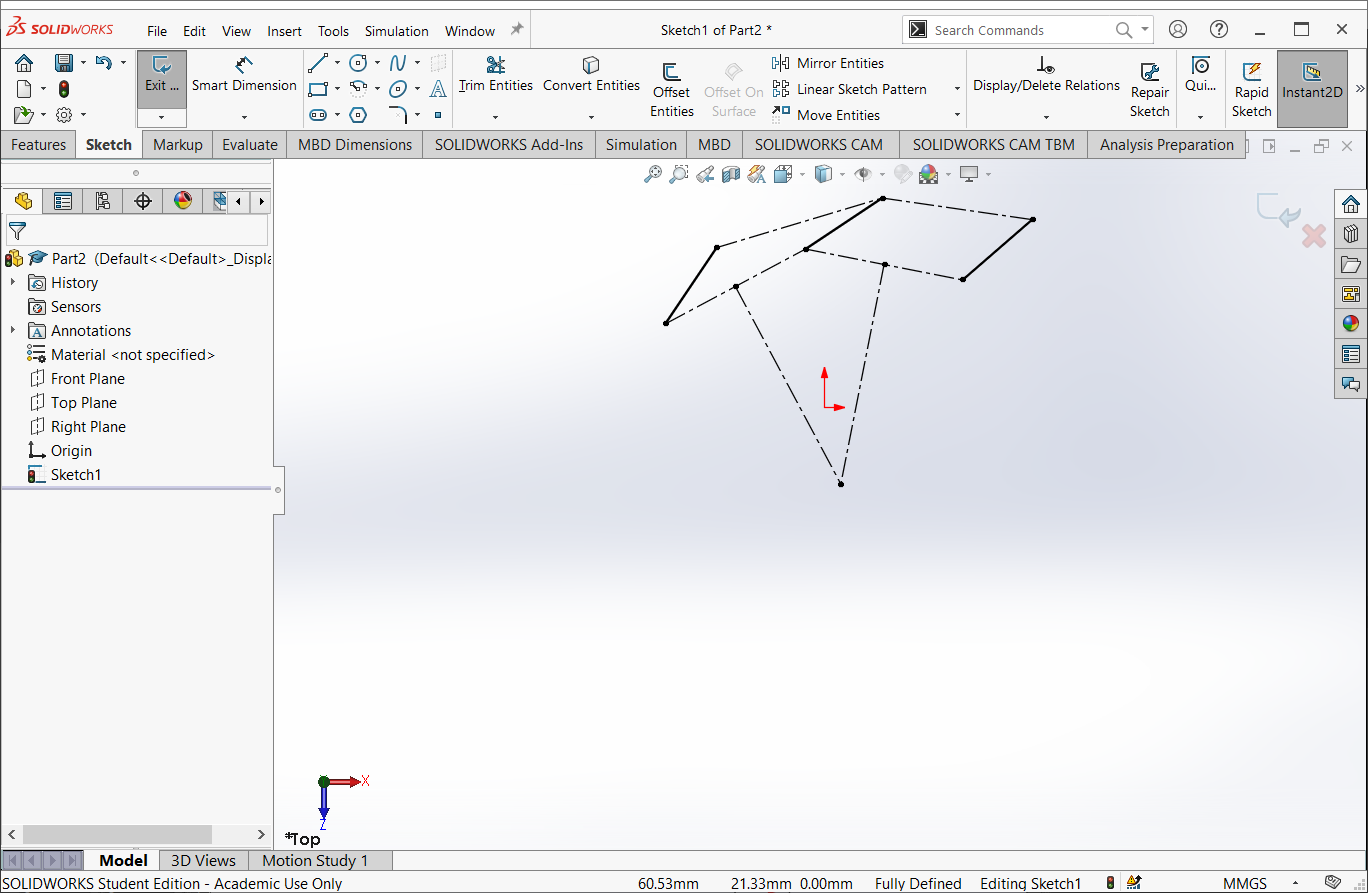 SOLIDWORKS File Edit View Insert Tools Simulation Window Sketch1 of Part2 * Search Commands
Exit ... Smart Dimension Trim Entities Convert Entities Offset Entities Offset On Surface Mirror Entities Display/Delete Relations Repair Sketch Qui... Rapid Sketch Instant2D
Linear Sketch Pattern
Move Entities
Features Sketch Markup Evaluate MBD Dimensions SOLIDWORKS Add-Ins Simulation MBD SOLIDWORKS CAM SOLIDWORKS CAM TBM Analysis Preparation
Part2 (Default<<Default>_Displa
History
Sensors
Annotations
Material <not specified>
Front Plane
Top Plane
Right Plane
Origin
Sketch1
X
Z
*Top
Model 3D Views Motion Study 1
SOLIDWORKS Student Edition - Academic Use Only 60.53mm 21.33mm 0.00mm Fully Defined Editing Sketch1 MMGS